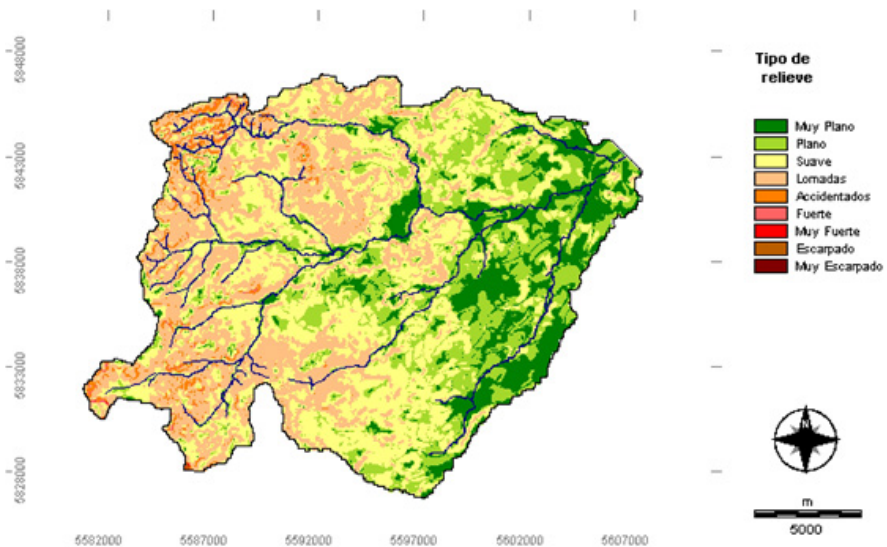 5848000
5843000
5838000
5833000
5828000
5582000 5587000 5592000 5597000 5602000 5607000
Tipo de
relieve
Muy Plano
Plano
Suave
Lomadas
Accidentados
Fuerte
Muy Fuerte
Escarpado
Muy Escarpado
N
m
5000